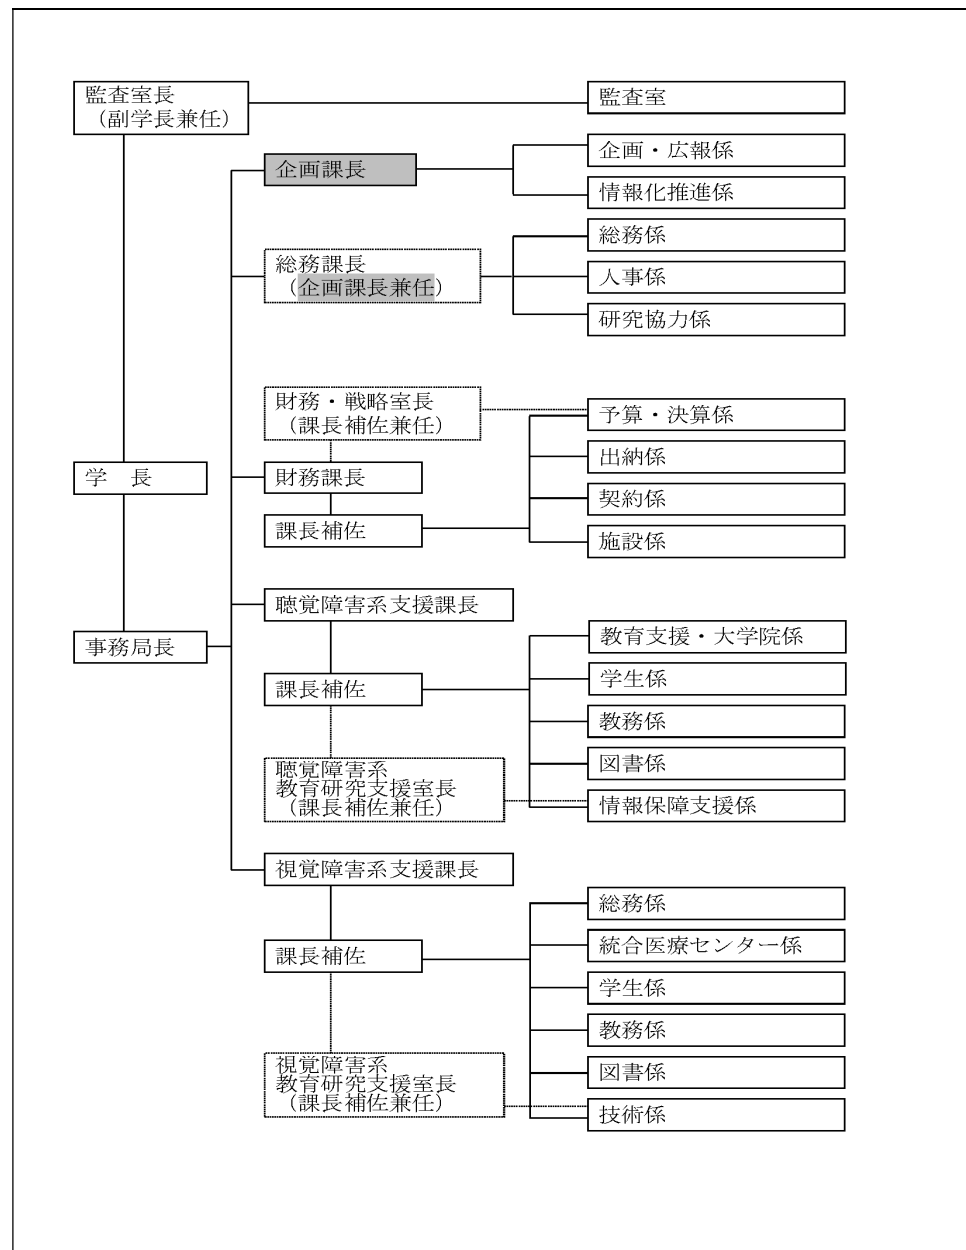 監査室長
(副学長兼任)
監査室
企画課長
企画・広報係
情報化推進係
総務課長
(企画課長兼任)
総務係
人事係
研究協力係
財務・戦略室長
(課長補佐兼任)
財務課長
課長補佐
予算・決算係
出納係
契約係
施設係
学　長
事務局長
聴覚障害系支援課長
課長補佐
聴覚障害系
教育研究支援室長
(課長補佐兼任)
教育支援・大学院係
学生係
教務係
図書係
情報保障支援係
視覚障害系支援課長
課長補佐
視覚障害系
教育研究支援室長
(課長補佐兼任)
総務係
統合医療センター係
学生係
教務係
図書係
技術係